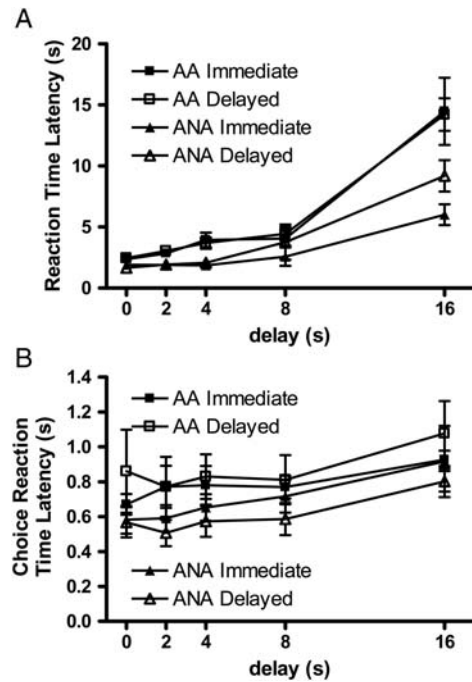 A
Reaction Time Latency (s)
20
15
10
5
0
AA Immediate
AA Delayed
ANA Immediate
ANA Delayed
0 2 4 8 16
delay (s)
B
Choice Reaction
Time Latency (s)
1.4
1.2
1.0
0.8
0.6
0.4
0.2
0.0
AA Immediate
AA Delayed
ANA Immediate
ANA Delayed
0 2 4 8 16
delay (s)